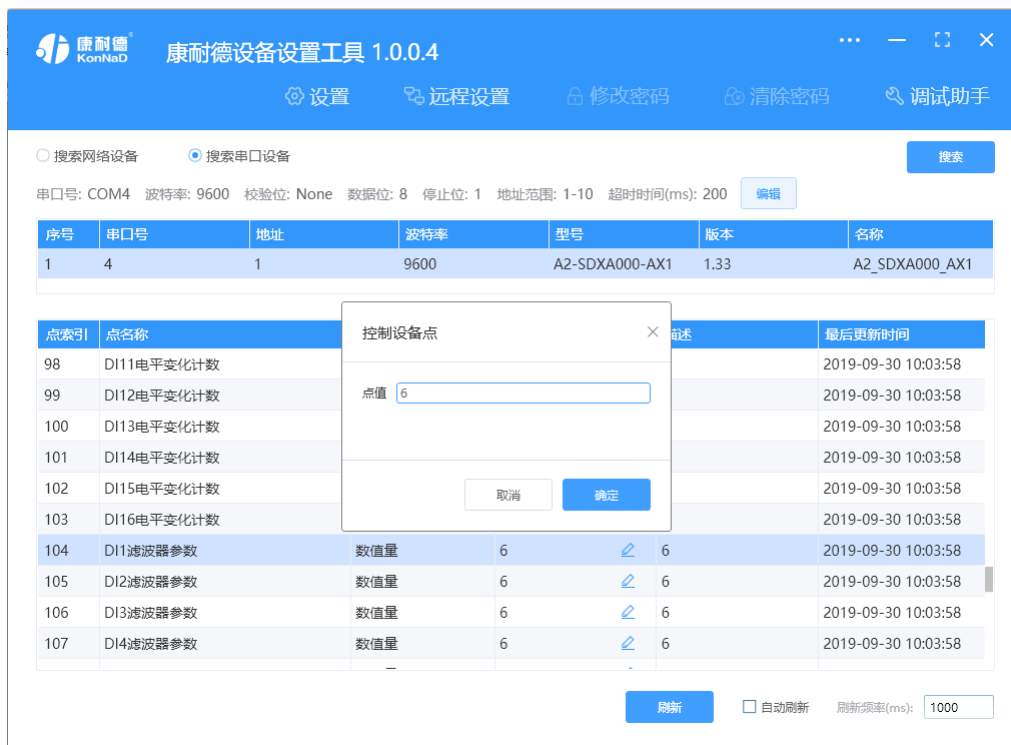 康耐德®
KonNaD
康耐德设备设置工具 1.0.0.4
设置 远程设置 修改密码 清除密码 调试助手
搜索网络设备 搜索串口设备 搜索
串口号: COM4 波特率: 9600 校验位: None 数据位: 8 停止位: 1 地址范围: 1-10 超时时间(ms): 200 编辑
序号 串口号 地址 波特率 型号 版本 名称
1 4 1 9600 A2-SDXA000-AX1 1.33 A2_SDXA000_AX1
点索引 点名称 描述 最后更新时间
98 DI11电平变化计数 2019-09-30 10:03:58
99 DI12电平变化计数 2019-09-30 10:03:58
100 DI13电平变化计数 2019-09-30 10:03:58
101 DI14电平变化计数 2019-09-30 10:03:58
102 DI15电平变化计数 2019-09-30 10:03:58
103 DI16电平变化计数 2019-09-30 10:03:58
104 DI1滤波器参数 数值量 6 6 2019-09-30 10:03:58
105 DI2滤波器参数 数值量 6 6 2019-09-30 10:03:58
106 DI3滤波器参数 数值量 6 6 2019-09-30 10:03:58
107 DI4滤波器参数 数值量 6 6 2019-09-30 10:03:58
控制设备点
点值 6
取消 确定
刷新 自动刷新 刷新频率(ms): 1000